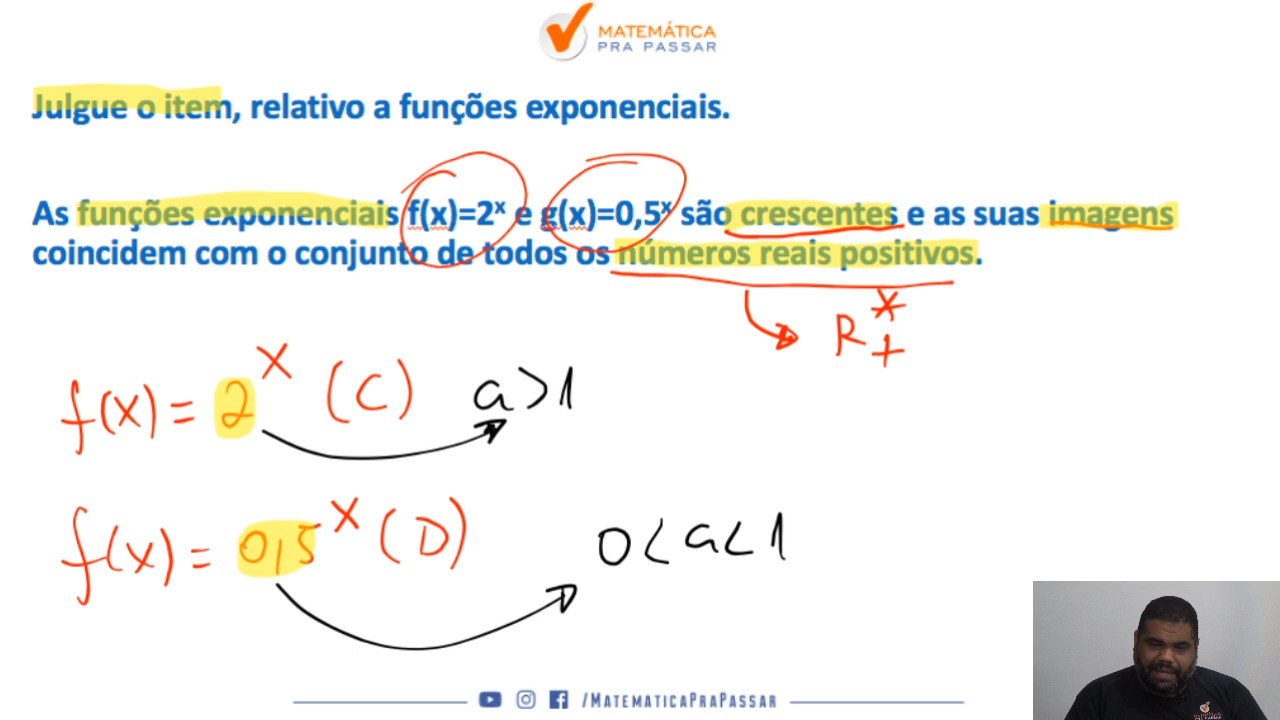 MATEMÁTICA
PRA PASSAR
Julgue o item, relativo a funções exponenciais.
As funções exponenciais f(x)=2ˣ e g(x)=0,5ˣ são crescentes e as suas imagens
coincidem com o conjunto de todos os números reais positivos.
R*+
f(x) = 2ˣ (C) a>1
f(x) = 0,5ˣ (D) 0<a<1
/MATEMATICAPRAPASSAR